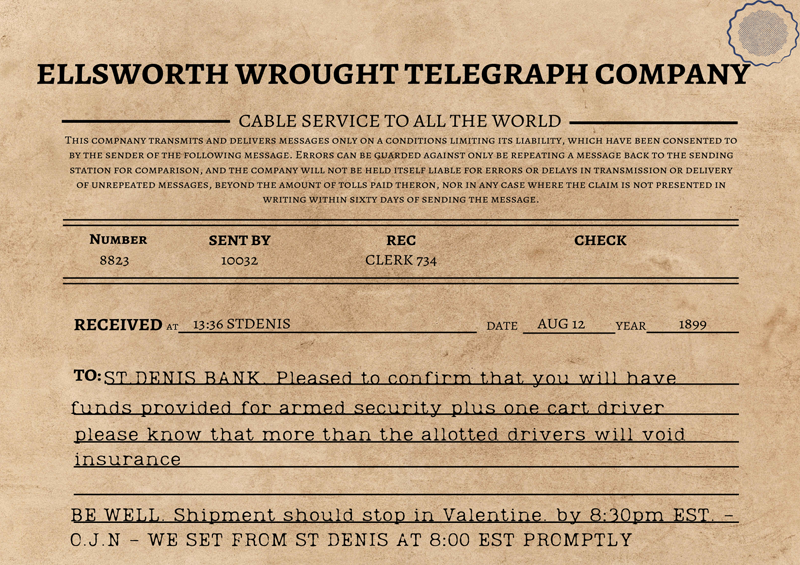 ELLSWORTH WROUGHT TELEGRAPH COMPANY
CABLE SERVICE TO ALL THE WORLD
THIS COMPNANY TRANSMITS AND DELIVERS MESSAGES ONLY ON A CONDITIONS LIMITING ITS LIABILITY, WHICH HAVE BEEN CONSENTED TO
BY THE SENDER OF THE FOLLOWING MESSAGE. ERRORS CAN BE GUARDED AGAINST ONLY BE REPEATING A MESSAGE BACK TO THE SENDING
STATION FOR COMPARISON, AND THE COMPANY WILL NOT BE HELD ITSELF LIABLE FOR ERRORS OR DELAYS IN TRANSMISSION OR DELIVERY
OF UNREPEATED MESSAGES, BEYOND THE AMOUNT OF TOLLS PAID THERON, NOR IN ANY CASE WHERE THE CLAIM IS NOT PRESENTED IN
WRITING WITHIN SIXTY DAYS OF SENDING THE MESSAGE.
Number SENT BY REC CHECK
8823 10032 CLERK 734
RECEIVED AT 13:36 STDENIS DATE AUG 12 YEAR 1899
TO: ST DENIS BANK. Pleased to confirm that you will have
funds provided for armed security plus one cart driver
please know that more than the allotted drivers will void
insurance
BE WELL. Shipment should stop in Valentine. by 8:30pm EST. -
O.J.N - WE SET FROM ST DENIS AT 8:00 EST PROMPTLY